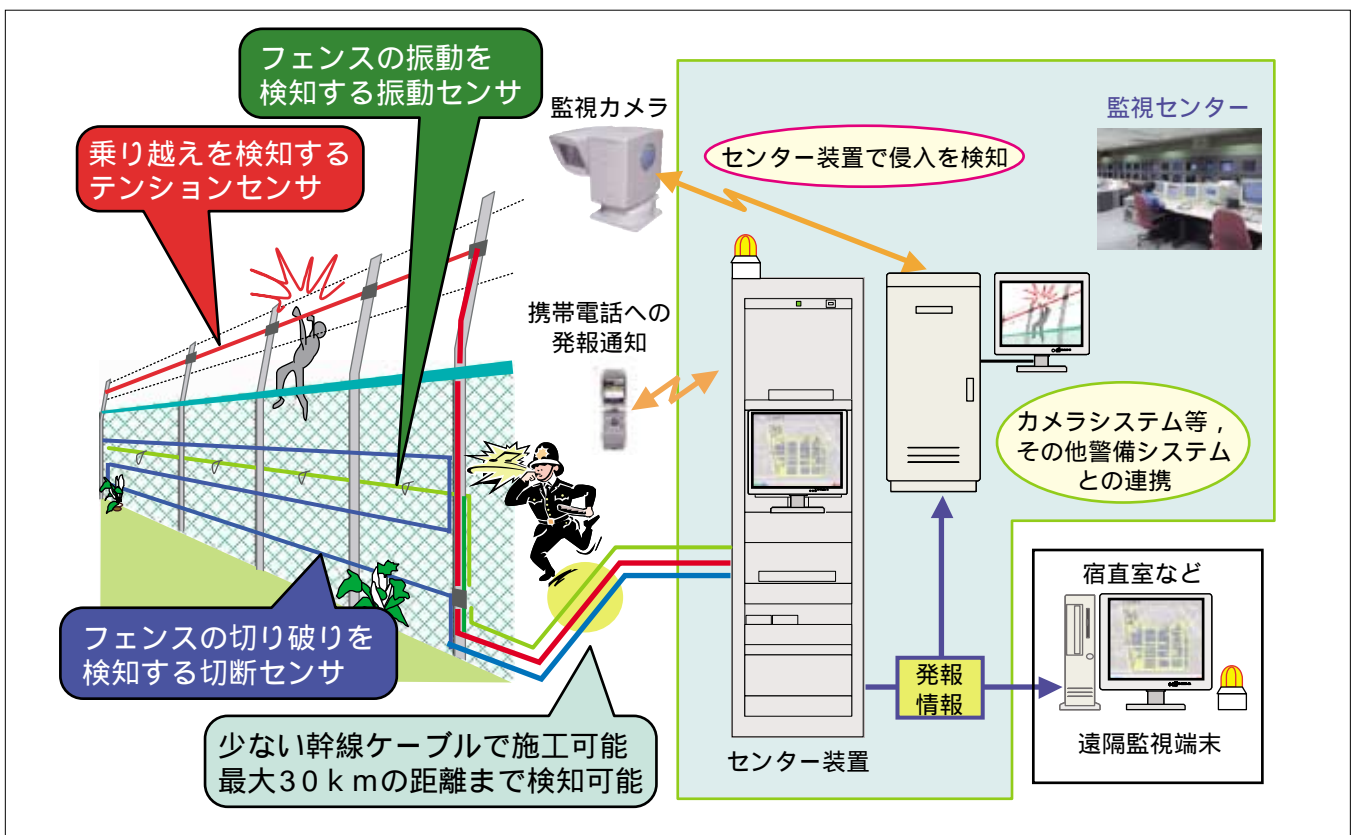 フェンスの振動を
検知する振動センサ
乗り越えを検知する
テンションセンサ
監視カメラ
センター装置で侵入を検知
監視センター
携帯電話への
発報通知
カメラシステム等，
その他警備システム
との連携
フェンスの切り破りを
検知する切断センサ
少ない幹線ケーブルで施工可能
最大30ｋmの距離まで検知可能
センター装置
発報
情報
宿直室など
遠隔監視端末